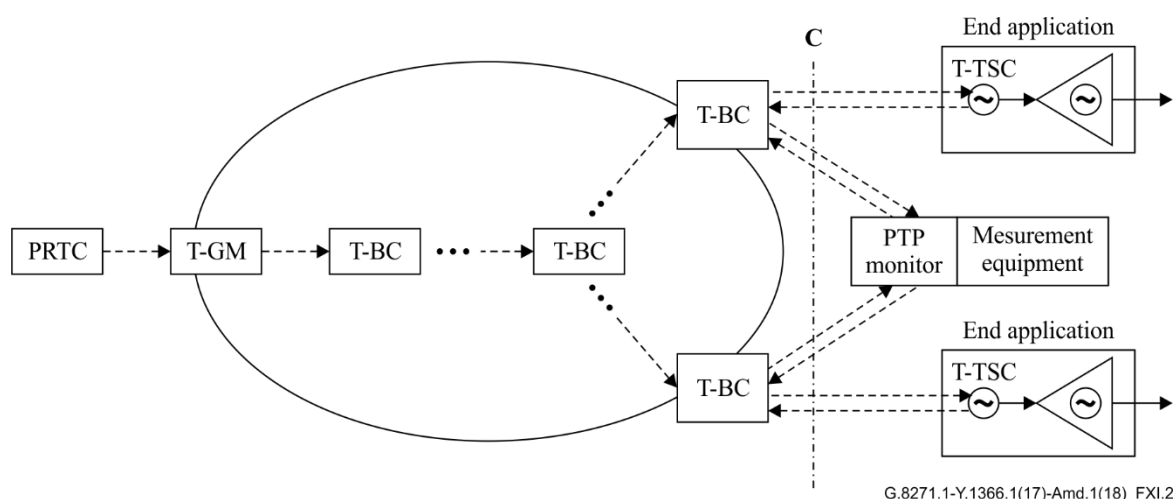 End application
C
T-TSC
T-BC
PRTC
T-GM
T-BC
T-BC
PTP
monitor
Mesurement
equipment
End application
T-TSC
T-BC
G.8271.1-Y.1366.1(17)-Amd.1(18)_FXI.2